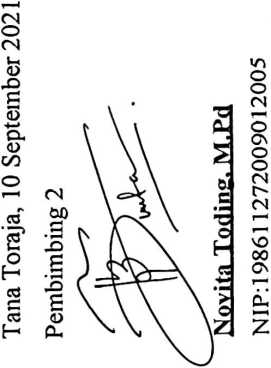 Tana Toraja, 10 September 2021
Pembimbing 2
Novita Toding, M.Pd
NIP:198611272009012005